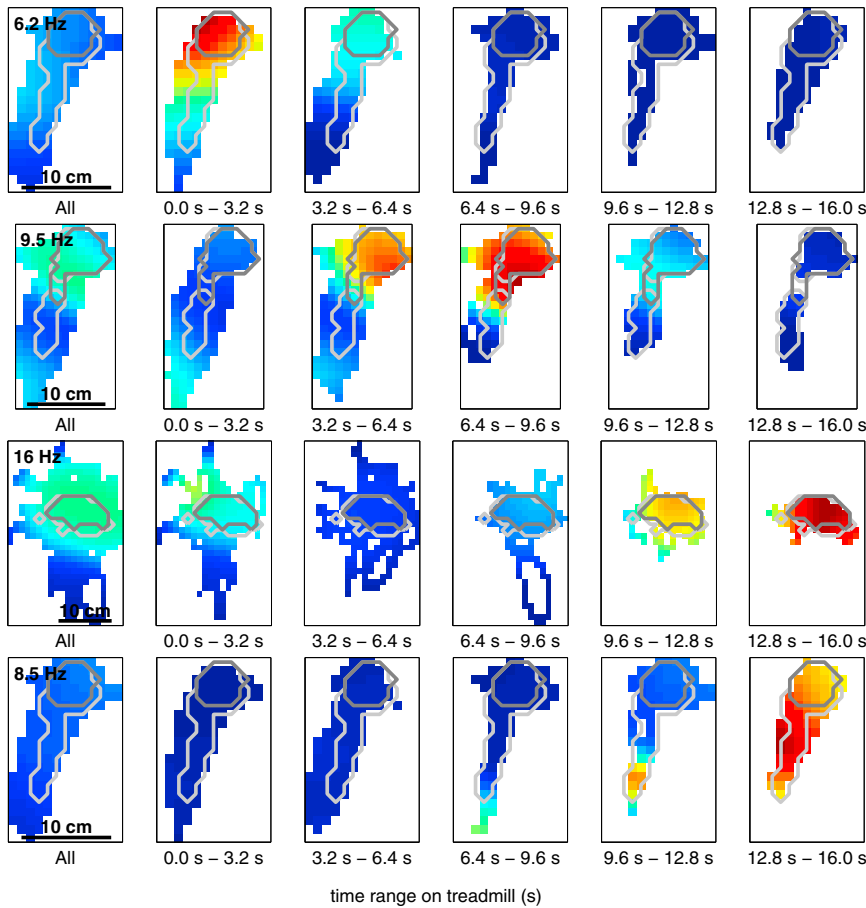 6.2 Hz
10 cm
All
0.0 s − 3.2 s
3.2 s − 6.4 s
6.4 s − 9.6 s
9.6 s − 12.8 s
12.8 s − 16.0 s
9.5 Hz
10 cm
All
0.0 s − 3.2 s
3.2 s − 6.4 s
6.4 s − 9.6 s
9.6 s − 12.8 s
12.8 s − 16.0 s
16 Hz
10 cm
All
0.0 s − 3.2 s
3.2 s − 6.4 s
6.4 s − 9.6 s
9.6 s − 12.8 s
12.8 s − 16.0 s
8.5 Hz
10 cm
All
0.0 s − 3.2 s
3.2 s − 6.4 s
6.4 s − 9.6 s
9.6 s − 12.8 s
12.8 s − 16.0 s
time range on treadmill (s)